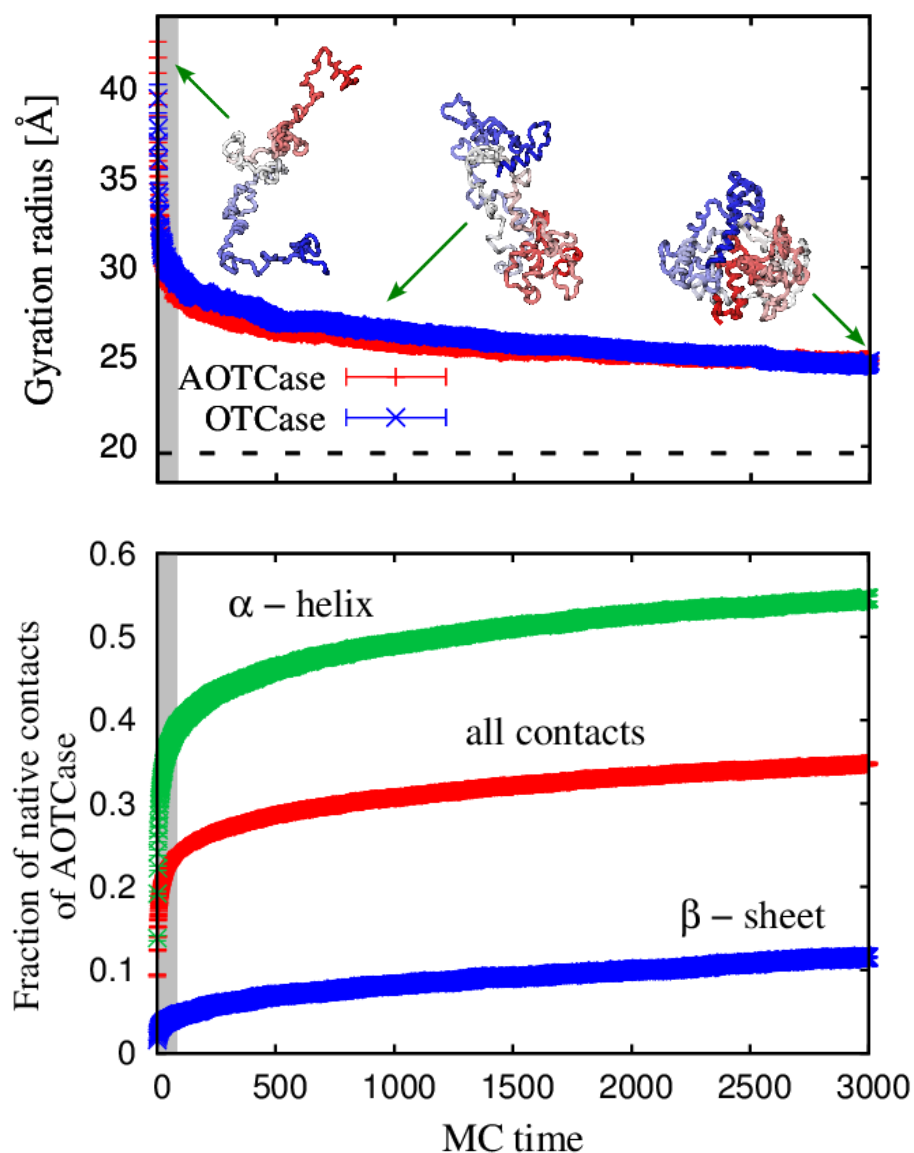 Gyration radius [Å]
40
35
30
25
20
AOTCase
OTCase
Fraction of native contacts
of AOTCase
0.6
0.5
0.4
0.3
0.2
0.1
0
α – helix
all contacts
β – sheet
0 500 1000 1500 2000 2500 3000
MC time